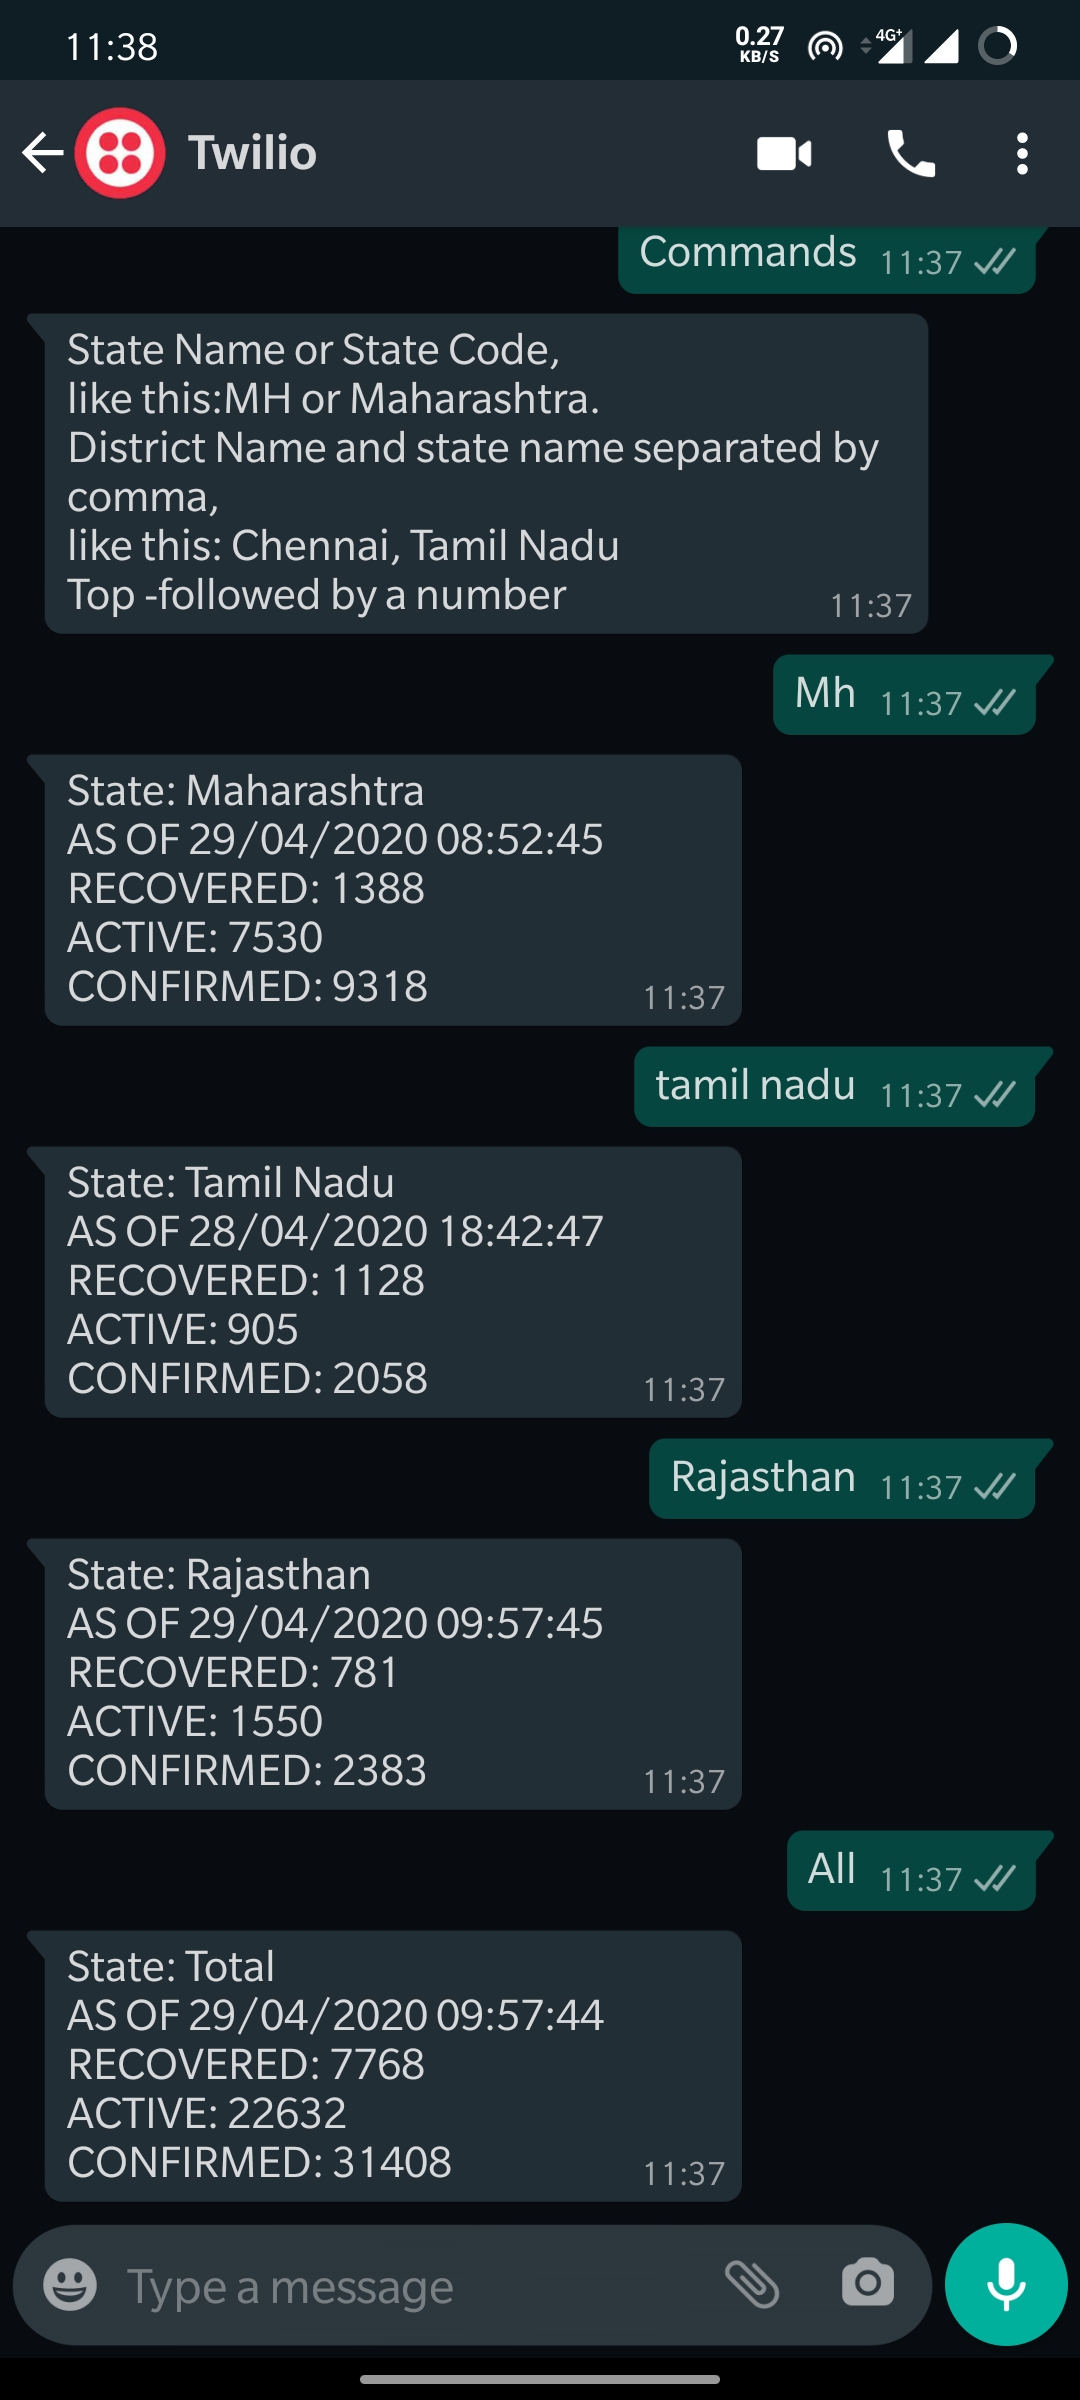 11:38
0.27
KB/S
4G+
Twilio
Commands 11:37
State Name or State Code,
like this:MH or Maharashtra.
District Name and state name separated by
comma,
like this: Chennai, Tamil Nadu
Top -followed by a number
11:37
Mh 11:37
State: Maharashtra
AS OF 29/04/2020 08:52:45
RECOVERED: 1388
ACTIVE: 7530
CONFIRMED: 9318
11:37
tamil nadu 11:37
State: Tamil Nadu
AS OF 28/04/2020 18:42:47
RECOVERED: 1128
ACTIVE: 905
CONFIRMED: 2058
11:37
Rajasthan 11:37
State: Rajasthan
AS OF 29/04/2020 09:57:45
RECOVERED: 781
ACTIVE: 1550
CONFIRMED: 2383
11:37
All 11:37
State: Total
AS OF 29/04/2020 09:57:44
RECOVERED: 7768
ACTIVE: 22632
CONFIRMED: 31408
11:37
Type a message